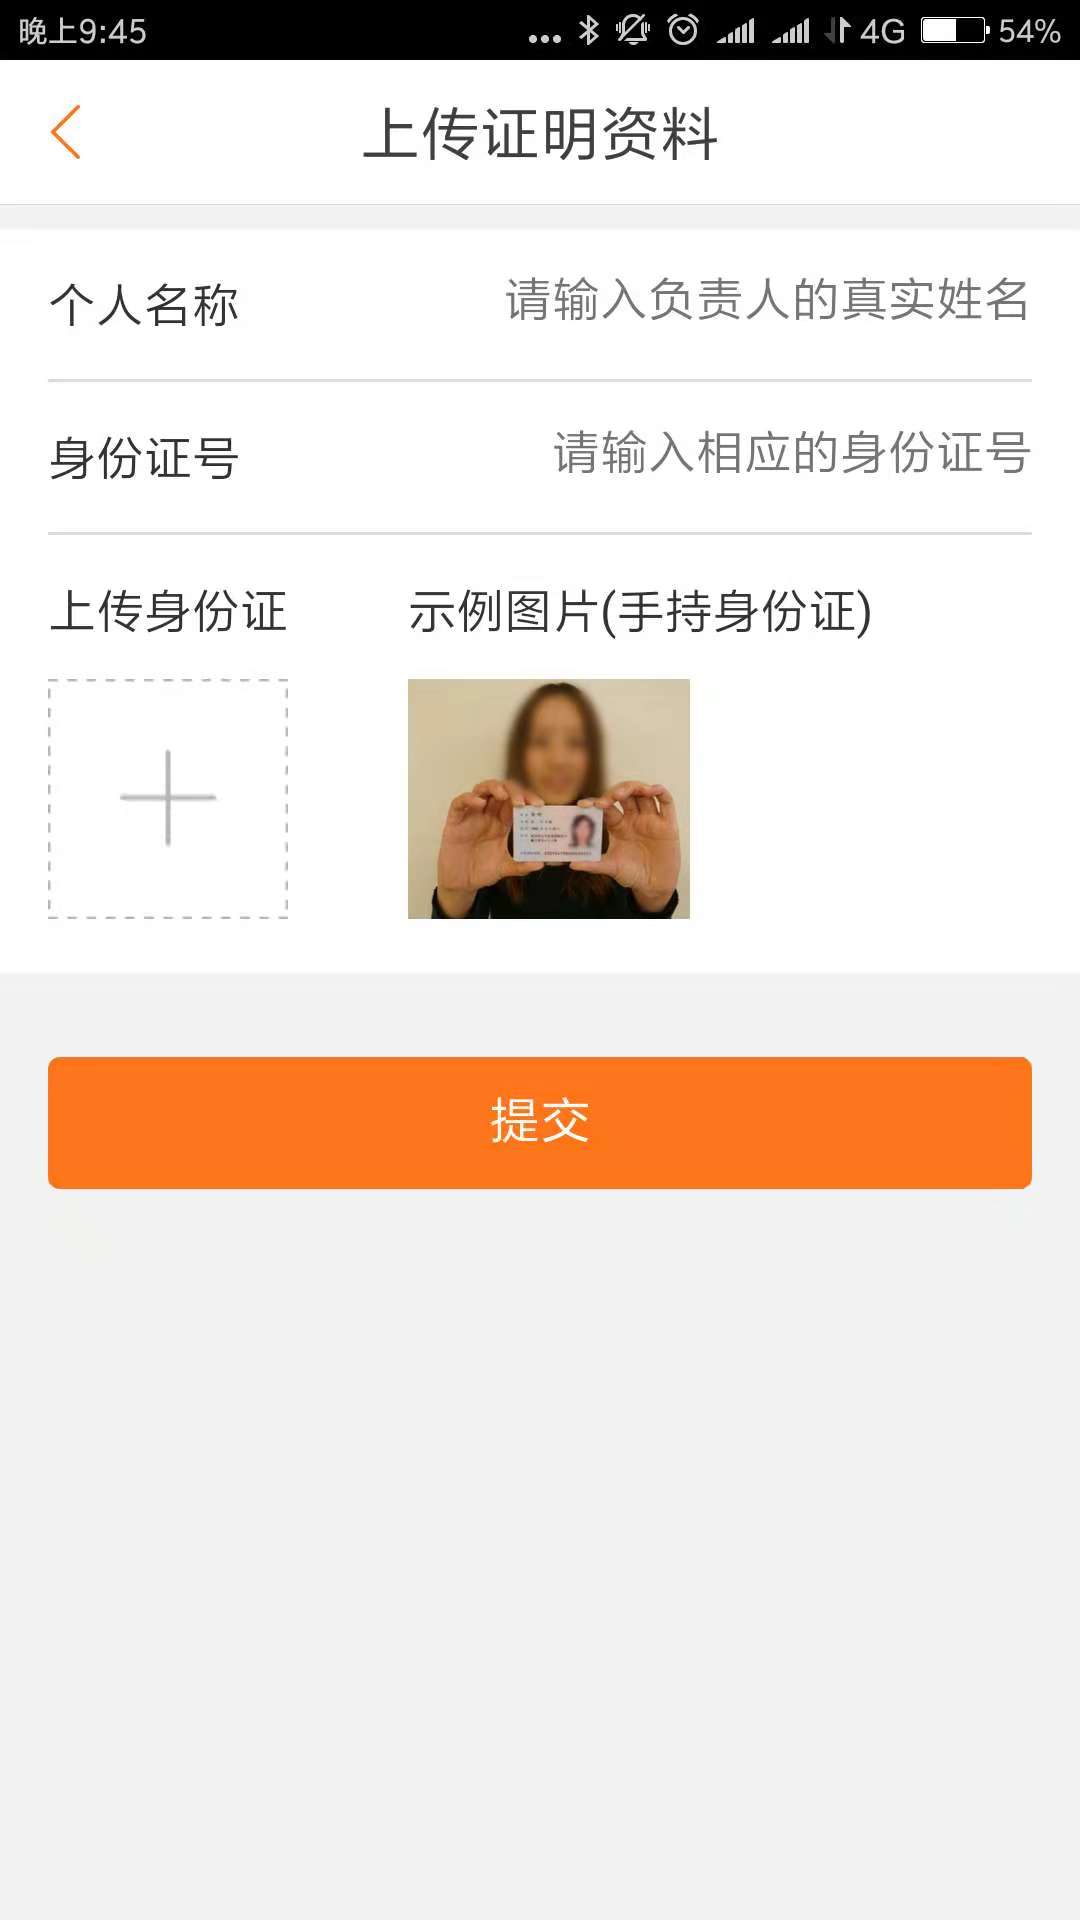 晚上9:45 4G 54%
上传证明资料
个人名称 请输入负责人的真实姓名
身份证号 请输入相应的身份证号
上传身份证 示例图片(手持身份证)
提交